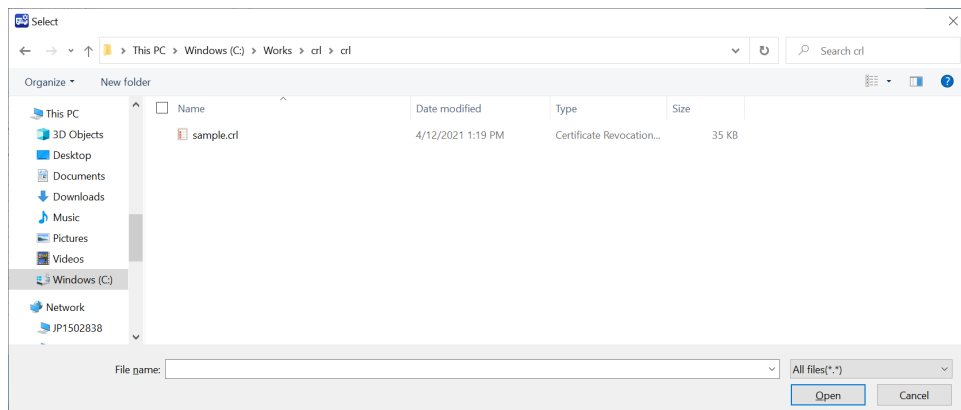 Select
This PC > Windows (C:) > Works > crl > crl
Search crl
Organize
New folder
This PC
3D Objects
Desktop
Documents
Downloads
Music
Pictures
Videos
Windows (C:)
Network
JP1502838
Name Date modified Type Size
sample.crl 4/12/2021 1:19 PM Certificate Revocation... 35 KB
File name:
All files(*.*)
Open Cancel